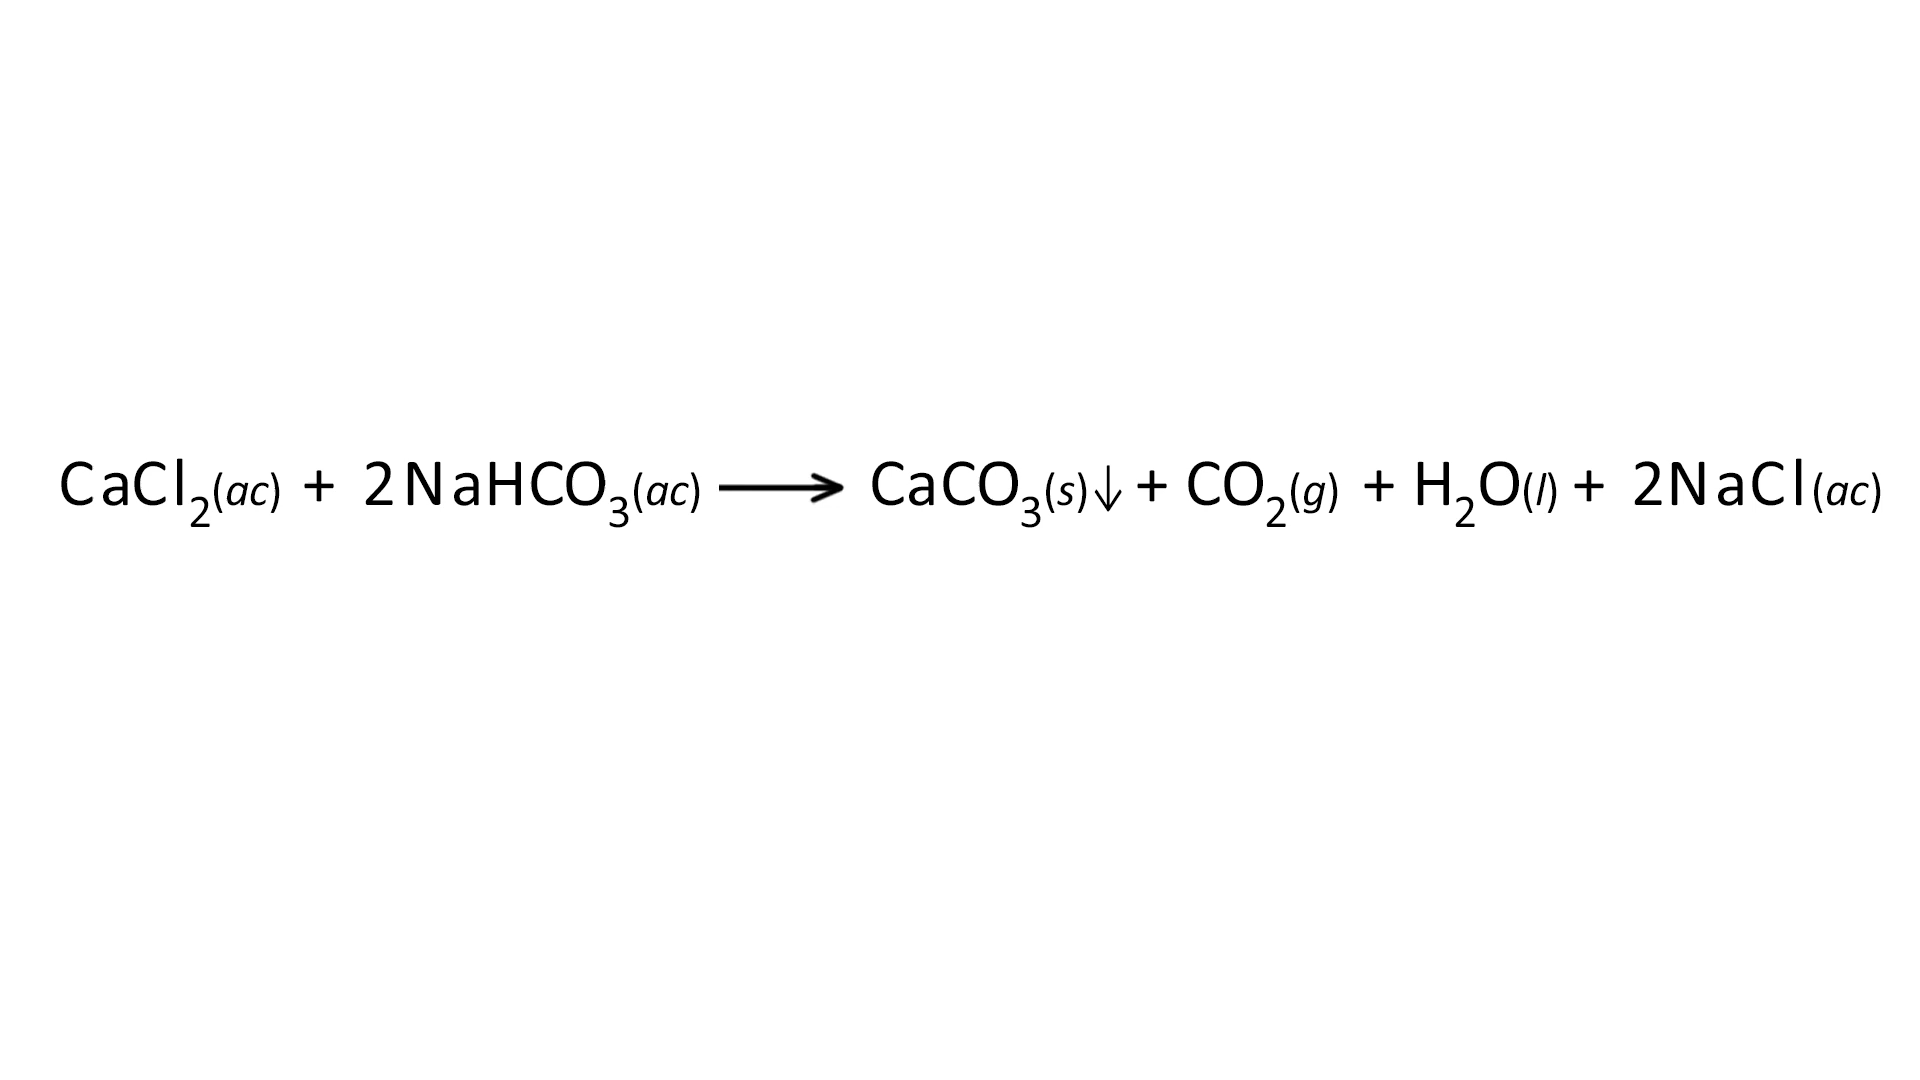 CaCl₂(ac) + 2NaHCO₃(ac) ⟶ CaCO₃(s)↓ + CO₂(g) + H₂O(l) + 2NaCl(ac)